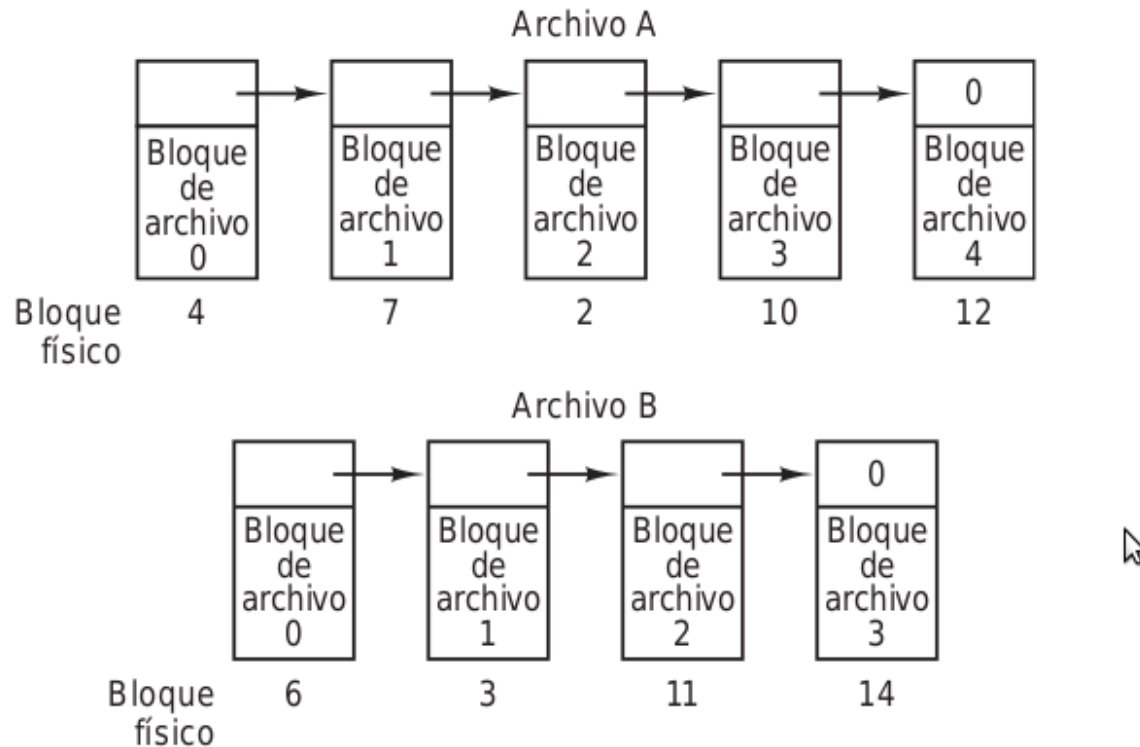 Archivo A
0
Bloque Bloque Bloque Bloque Bloque
de de de de de
archivo archivo archivo archivo archivo
0 1 2 3 4
Bloque 4 7 2 10 12
físico
Archivo B
0
Bloque Bloque Bloque Bloque
de de de de
archivo archivo archivo archivo
0 1 2 3
Bloque 6 3 11 14
físico